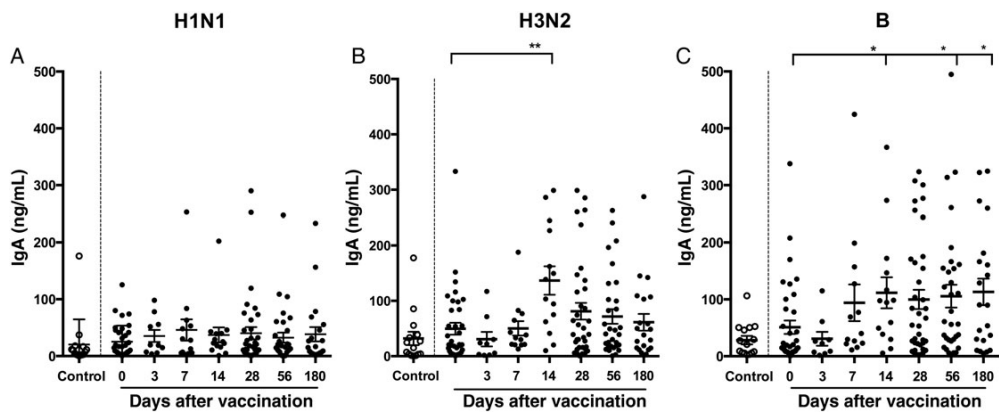 H1N1
H3N2
B
A
B
C
**
*
*
*
IgA (ng/mL)
500
400
300
200
100
0
Control
0
3
7
14
28
56
180
Days after vaccination
IgA (ng/mL)
500
400
300
200
100
0
Control
3
7
14
28
56
180
Days after vaccination
IgA (ng/mL)
500
400
300
200
100
0
Control
0
3
7
14
28
56
180
Days after vaccination